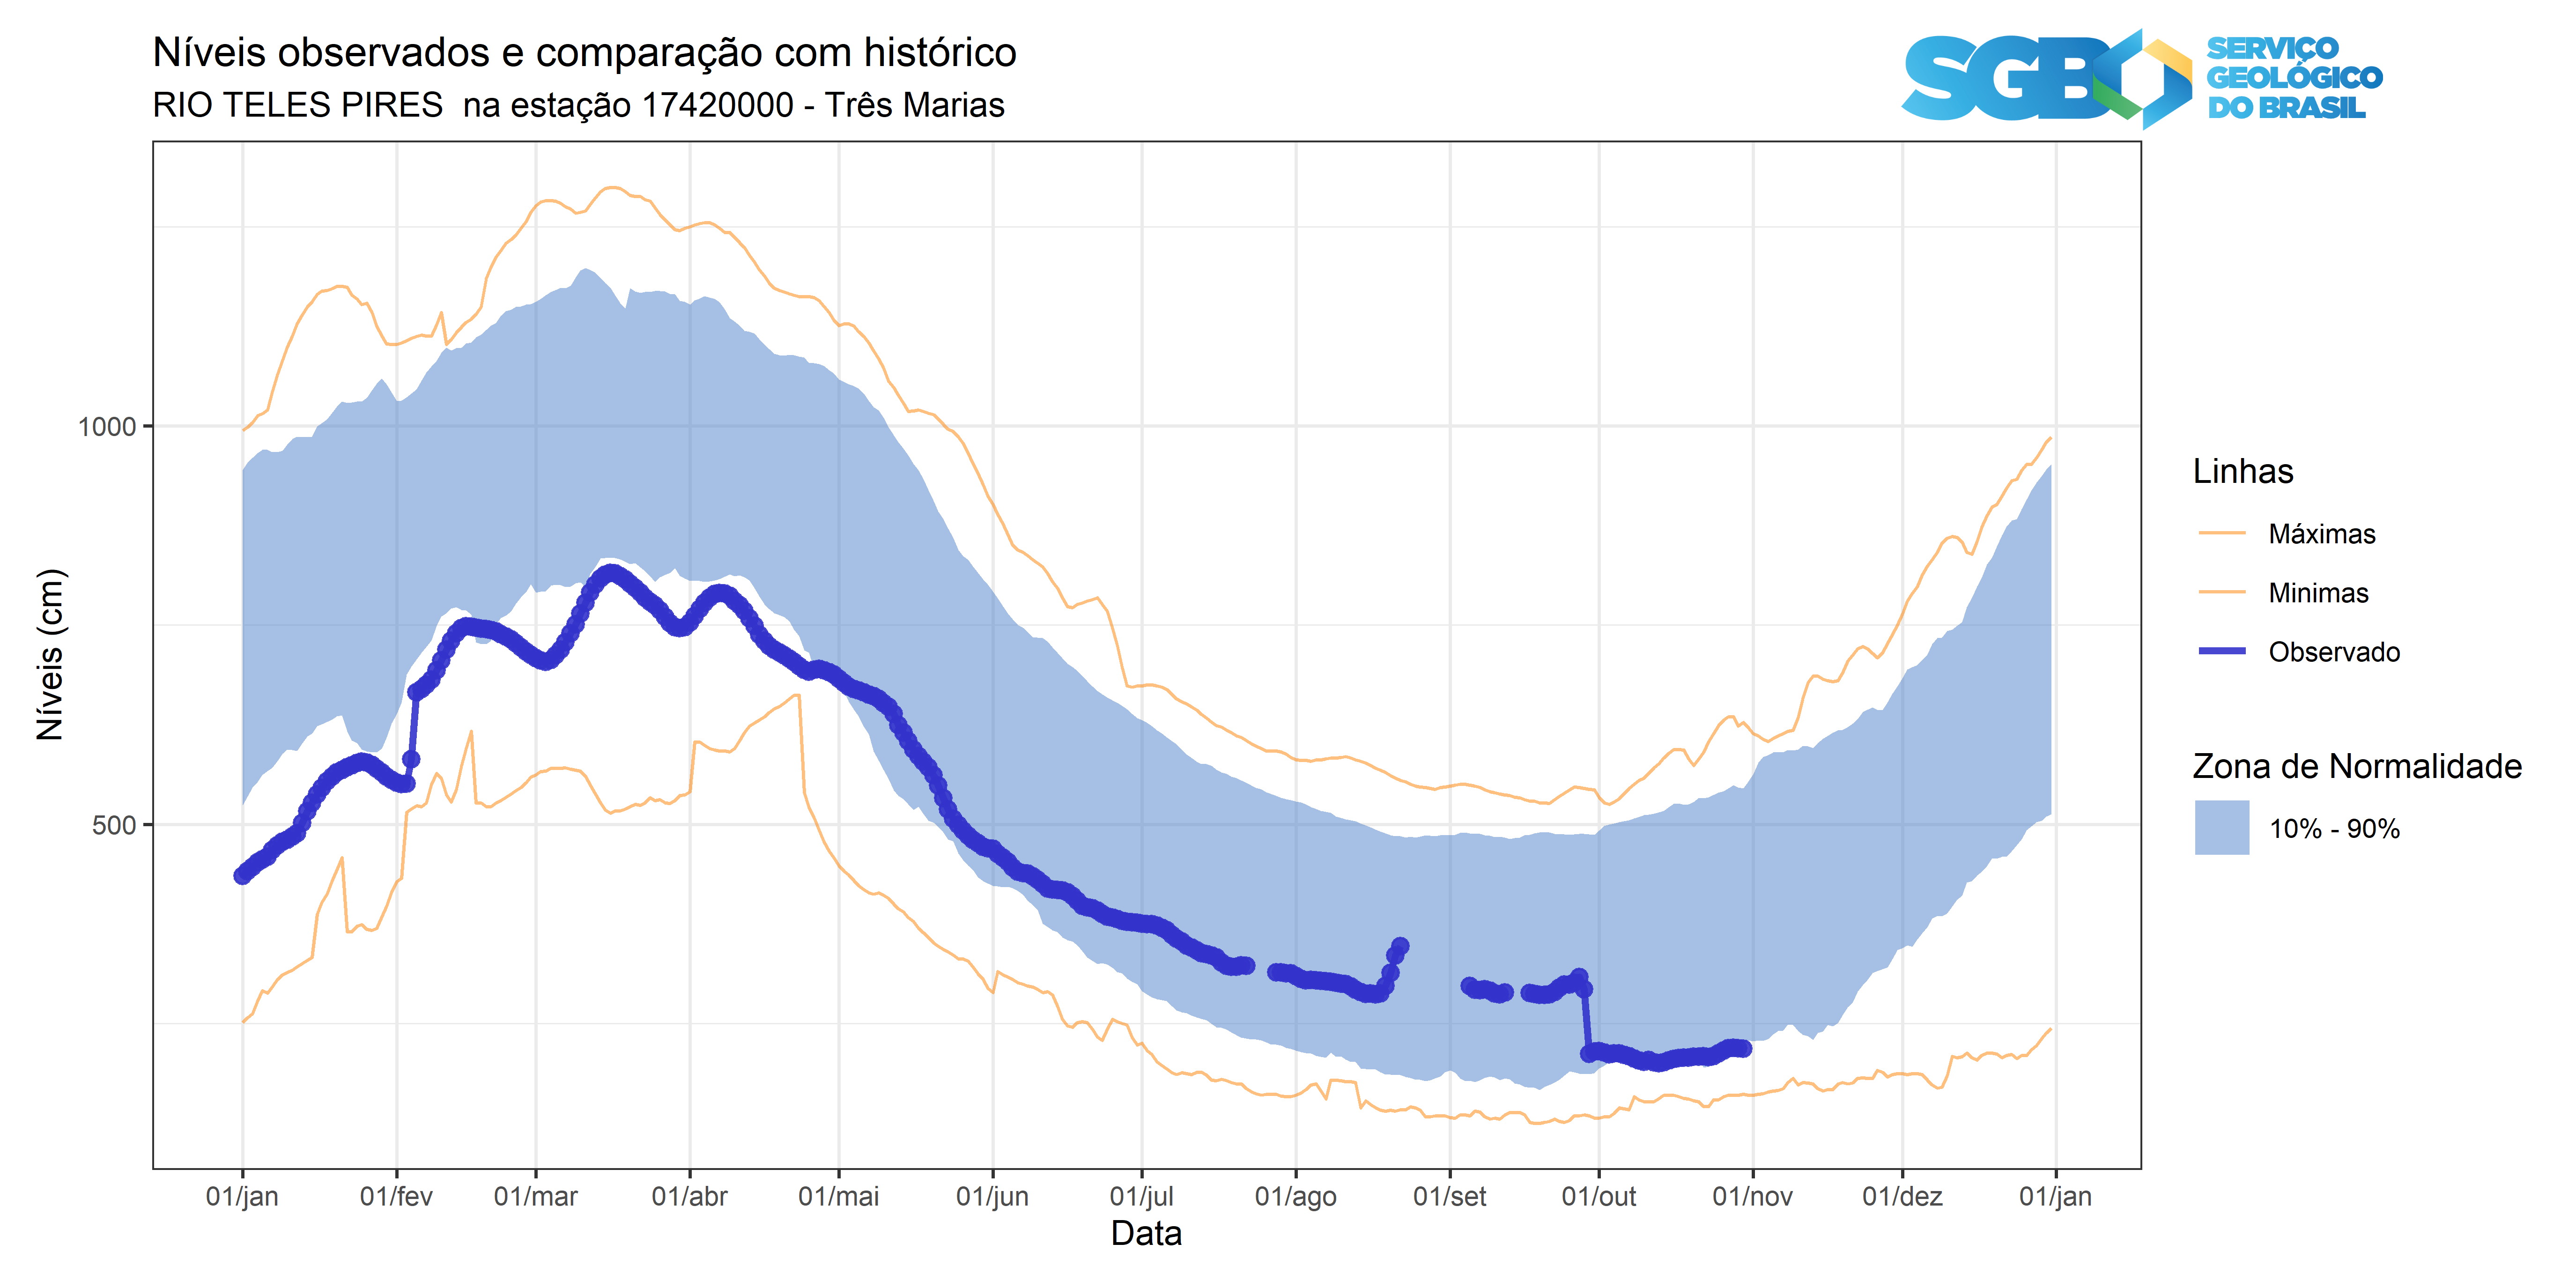 Níveis observados e comparação com histórico
RIO TELES PIRES  na estação 17420000 - Três Marias
SGB
SERVIÇO
GEOLÓGICO
DO BRASIL
Níveis (cm)
1000
500
01/jan
01/fev
01/mar
01/abr
01/mai
01/jun
01/jul
01/ago
01/set
01/out
01/nov
01/dez
01/jan
Data
Linhas
Máximas
Minimas
Observado
Zona de Normalidade
10% - 90%